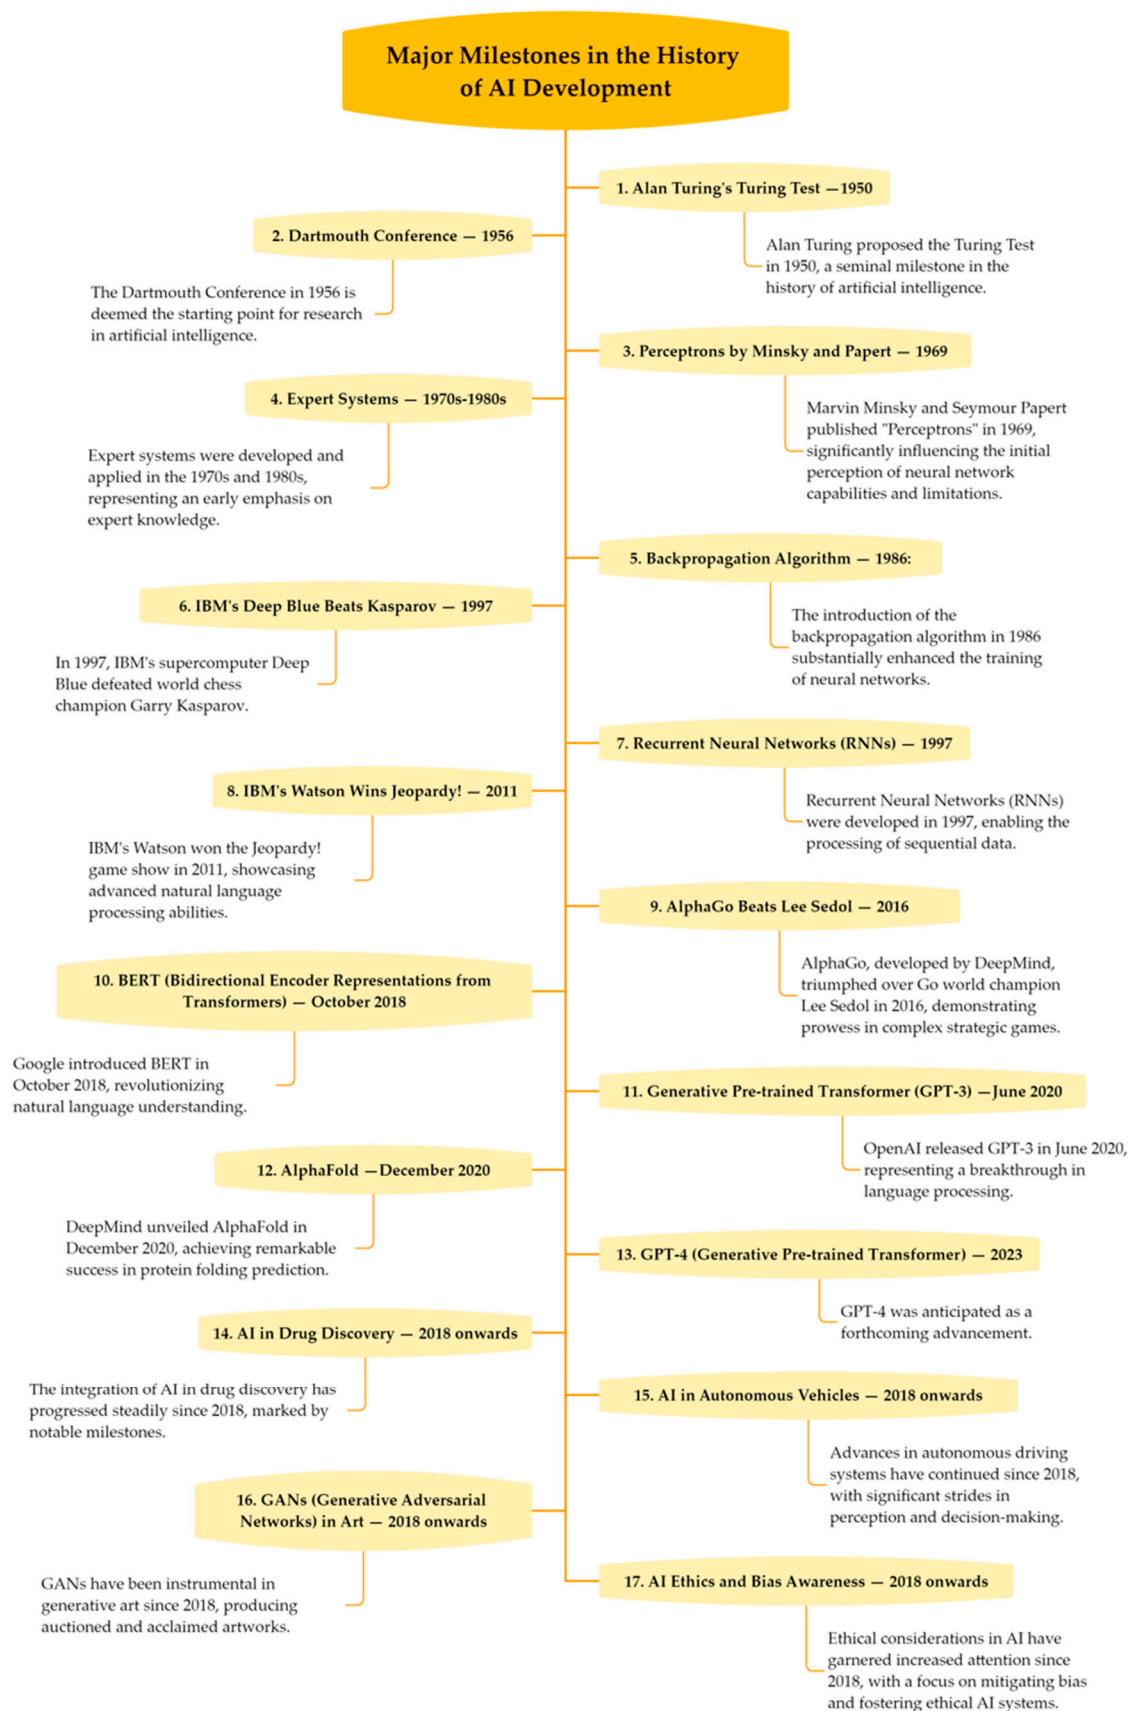 Major Milestones in the History
of AI Development
1. Alan Turing's Turing Test —1950
Alan Turing proposed the Turing Test
in 1950, a seminal milestone in the
history of artificial intelligence.
2. Dartmouth Conference — 1956
The Dartmouth Conference in 1956 is
deemed the starting point for research
in artificial intelligence.
3. Perceptrons by Minsky and Papert — 1969
Marvin Minsky and Seymour Papert
published "Perceptrons" in 1969,
significantly influencing the initial
perception of neural network
capabilities and limitations.
4. Expert Systems — 1970s-1980s
Expert systems were developed and
applied in the 1970s and 1980s,
representing an early emphasis on
expert knowledge.
5. Backpropagation Algorithm — 1986:
The introduction of the
backpropagation algorithm in 1986
substantially enhanced the training
of neural networks.
6. IBM's Deep Blue Beats Kasparov — 1997
In 1997, IBM's supercomputer Deep
Blue defeated world chess
champion Garry Kasparov.
7. Recurrent Neural Networks (RNNs) — 1997
Recurrent Neural Networks (RNNs)
were developed in 1997, enabling the
processing of sequential data.
8. IBM's Watson Wins Jeopardy! — 2011
IBM's Watson won the Jeopardy!
game show in 2011, showcasing
advanced natural language
processing abilities.
9. AlphaGo Beats Lee Sedol — 2016
AlphaGo, developed by DeepMind,
triumphed over Go world champion
Lee Sedol in 2016, demonstrating
prowess in complex strategic games.
10. BERT (Bidirectional Encoder Representations from
Transformers) — October 2018
Google introduced BERT in
October 2018, revolutionizing
natural language understanding.
11. Generative Pre-trained Transformer (GPT-3) —June 2020
OpenAI released GPT-3 in June 2020,
representing a breakthrough in
language processing.
12. AlphaFold —December 2020
DeepMind unveiled AlphaFold in
December 2020, achieving remarkable
success in protein folding prediction.
13. GPT-4 (Generative Pre-trained Transformer) — 2023
GPT-4 was anticipated as a
forthcoming advancement.
14. AI in Drug Discovery — 2018 onwards
The integration of AI in drug discovery has
progressed steadily since 2018, marked by
notable milestones.
15. AI in Autonomous Vehicles — 2018 onwards
Advances in autonomous driving
systems have continued since 2018,
with significant strides in
perception and decision-making.
16. GANs (Generative Adversarial
Networks) in Art — 2018 onwards
GANs have been instrumental in
generative art since 2018, producing
auctioned and acclaimed artworks.
17. AI Ethics and Bias Awareness — 2018 onwards
Ethical considerations in AI have
garnered increased attention since
2018, with a focus on mitigating bias
and fostering ethical AI systems.